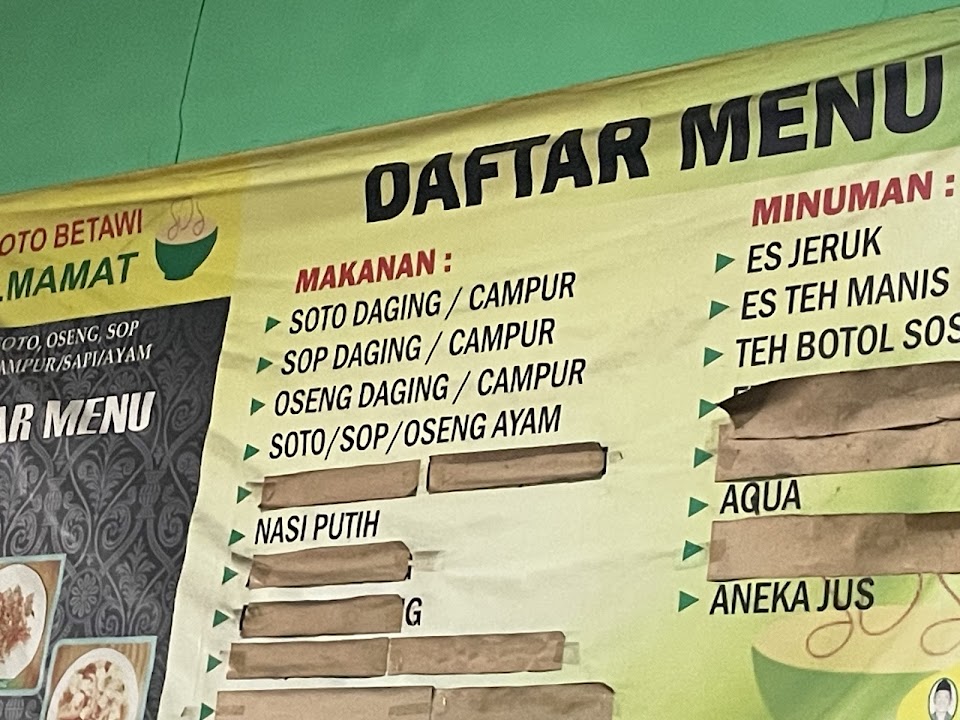 DAFTAR MENU
OTO BETAWI
.MAMAT
OTO, OSENG, SOP
AMPUR/SAPI/AYAM
AR MENU
MAKANAN :
SOTO DAGING / CAMPUR
SOP DAGING / CAMPUR
OSENG DAGING / CAMPUR
SOTO/SOP/OSENG AYAM
NASI PUTIH
G
MINUMAN :
ES JERUK
ES TEH MANIS
TEH BOTOL SOS
AQUA
ANEKA JUS